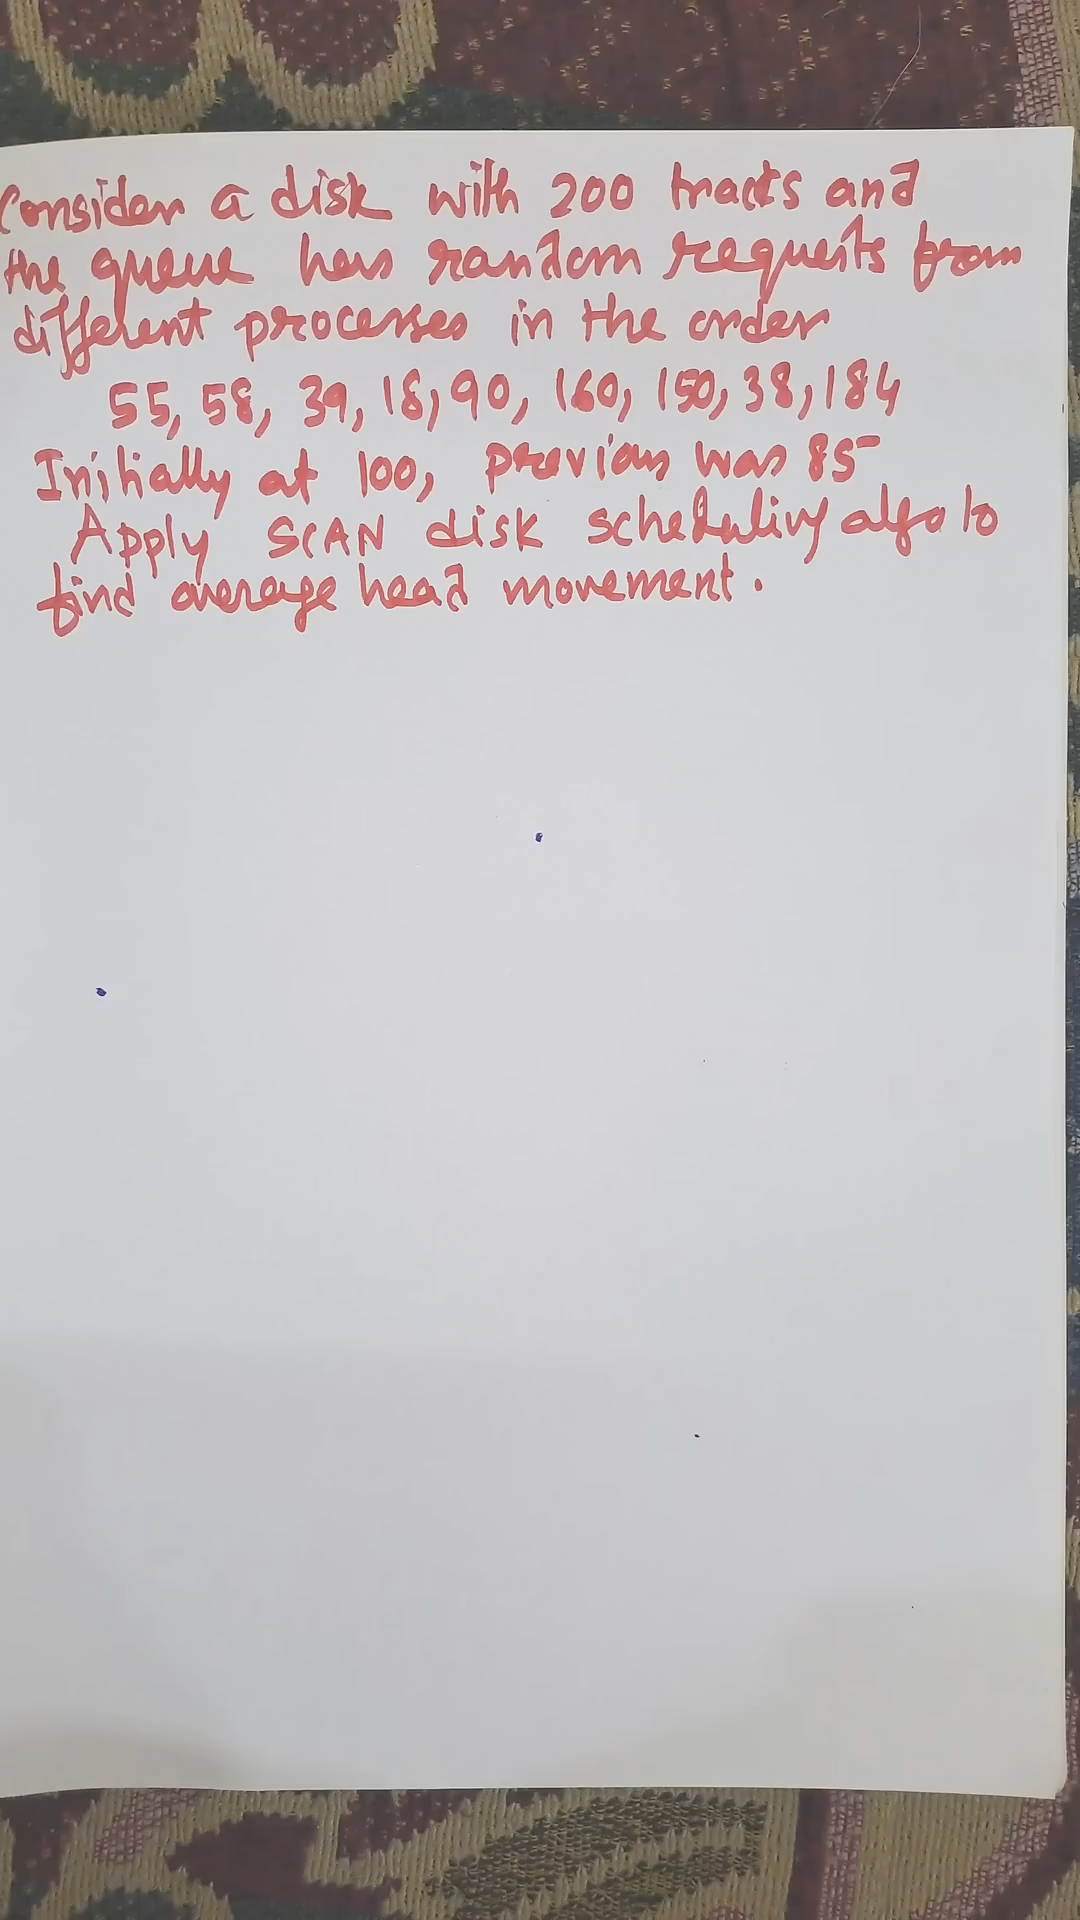 Consider a disk with 200 tracts and
the queue has random requests from
different processes in the order
55, 58, 39, 18, 90, 160, 150, 38, 184
Initially at 100, previous was 85
Apply SCAN disk scheduling algo to
find average head movement.